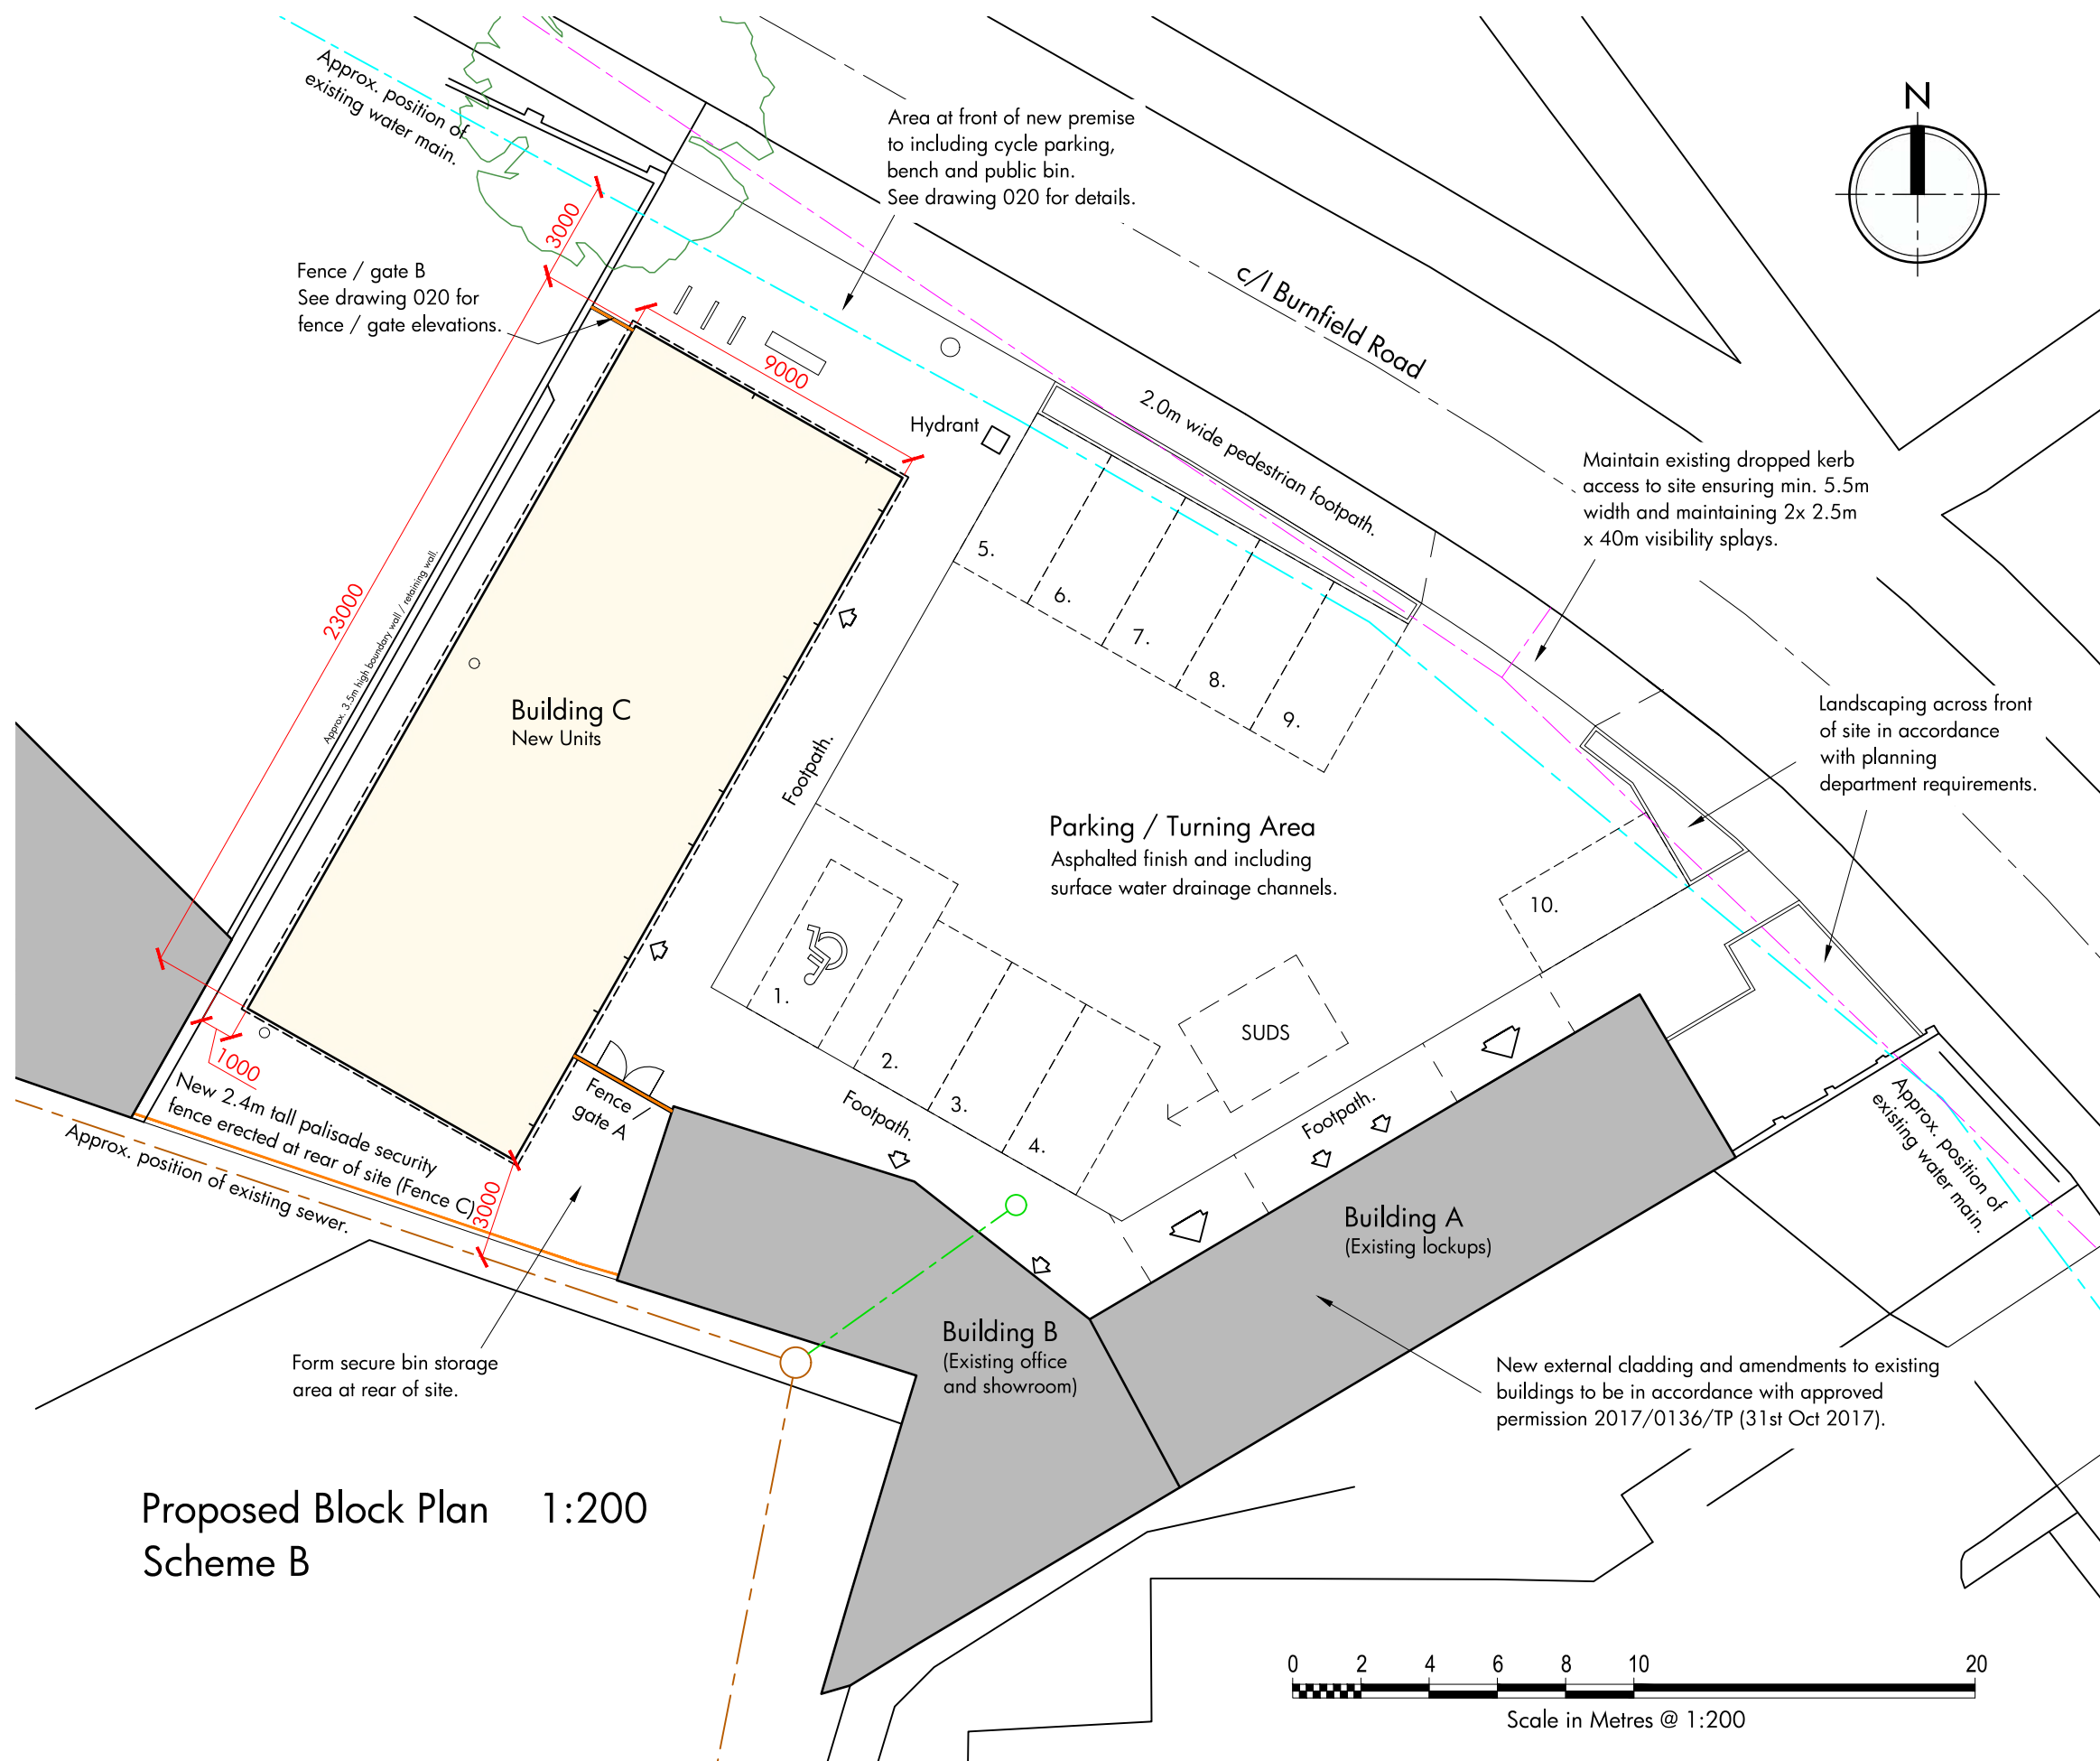 Approx. position of
existing water main.
Area at front of new premise
to including cycle parking,
bench and public bin.
See drawing 020 for details.
N
3000
Fence / gate B
See drawing 020 for
fence / gate elevations.
c/l Burnfield Road
9000
2.0m wide pedestrian footpath.
Hydrant
Maintain existing dropped kerb
access to site ensuring min. 5.5m
width and maintaining 2x 2.5m
x 40m visibility splays.
5.
6.
7.
8.
9.
23000
Approx. 3.5m high boundary wall / retaining wall.
Building C
New Units
Footpath.
Landscaping across front
of site in accordance
with planning
department requirements.
Parking / Turning Area
Asphalted finish and including
surface water drainage channels.
10.
1.
2.
3.
4.
SUDS
1000
New 2.4m tall palisade security
fence erected at rear of site (Fence C)
Approx. position of existing sewer.
Fence /
gate A
Footpath.
Footpath.
3000
Approx. position of
existing water main.
Building A
(Existing lockups)
Building B
(Existing office
and showroom)
Form secure bin storage
area at rear of site.
New external cladding and amendments to existing
buildings to be in accordance with approved
permission 2017/0136/TP (31st Oct 2017).
Proposed Block Plan 1:200
Scheme B
0 2 4 6 8 10 20
Scale in Metres @ 1:200